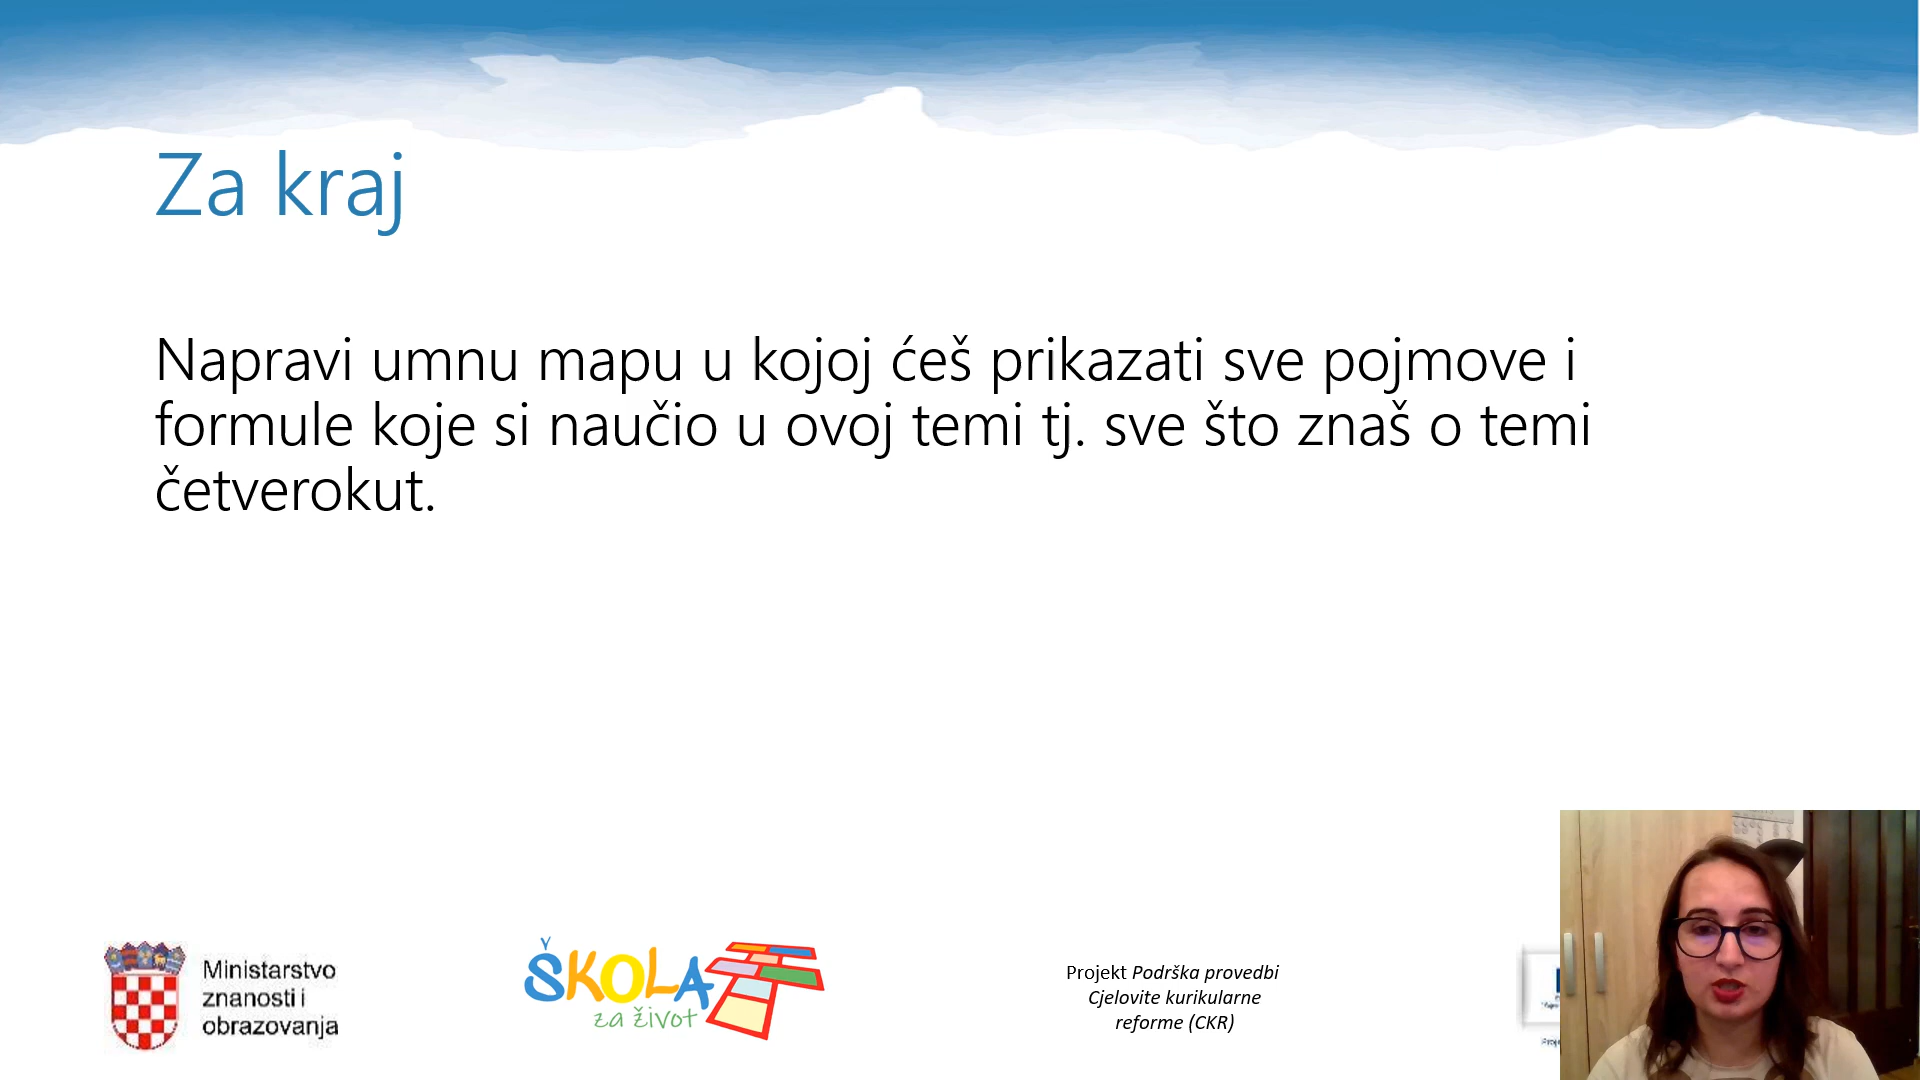 Za kraj
Napravi umnu mapu u kojoj ćeš prikazati sve pojmove i
formule koje si naučio u ovoj temi tj. sve što znaš o temi
četverokut.
Ministarstvo
znanosti i
obrazovanja
ŠKOLA
za život
Projekt Podrška provedbi
Cjelovite kurikularne
reforme (CKR)